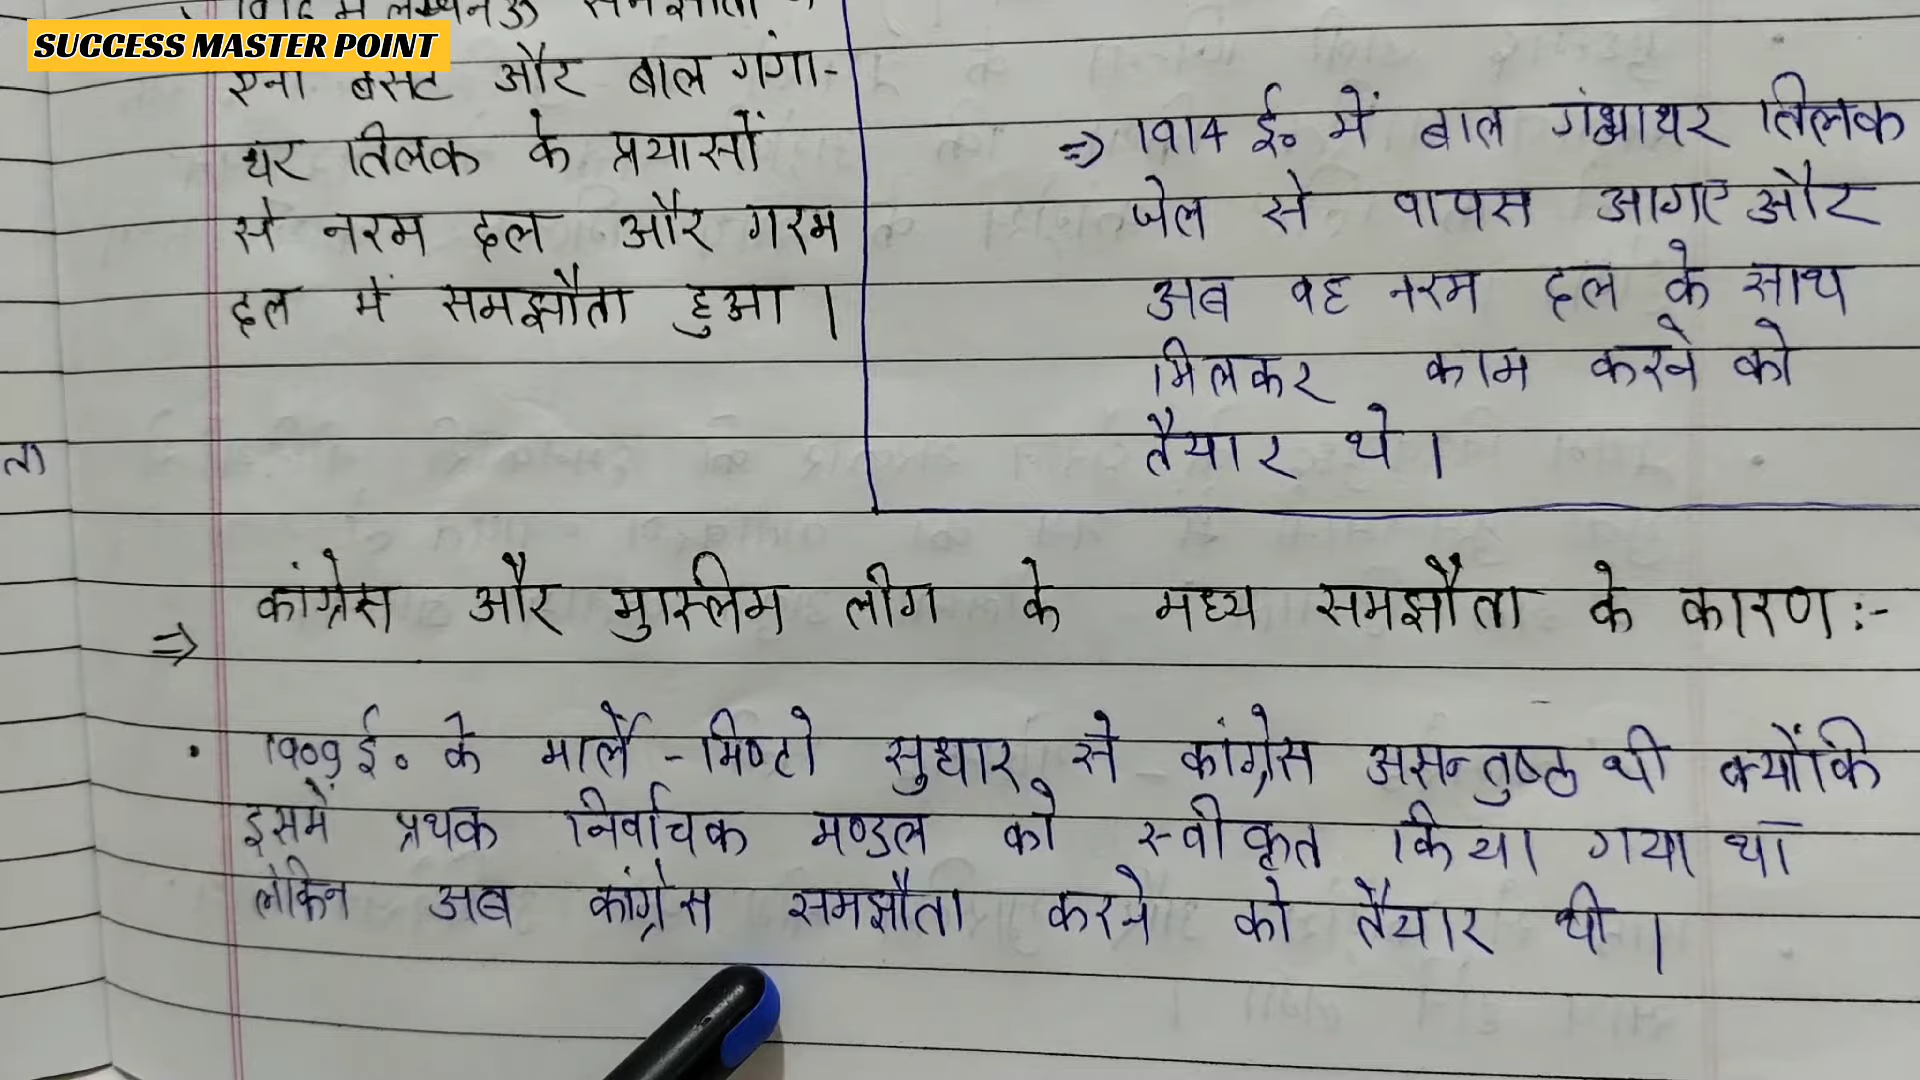 SUCCESS MASTER POINT
एनी बेसेंट और बाल गंगा-
धर तिलक के प्रयासों
से नरम दल और गरम
दल में समझौता हुआ।
⇒ 1914 ई० में बाल गंगाधर तिलक
जेल से वापस आगए और
अब वह नरम दल के साथ
मिलकर काम करने को
तैयार थे।
ता
⇒ कांग्रेस और मुस्लिम लीग के मध्य समझौता के कारण :-
• 1909 ई० के मार्ले-मिण्टो सुधार से कांग्रेस असन्तुष्ठ थी क्योंकि
इसमें प्रथक निर्वाचक मण्डल को स्वीकृत किया गया था
लेकिन अब कांग्रेस समझौता करने को तैयार थी।